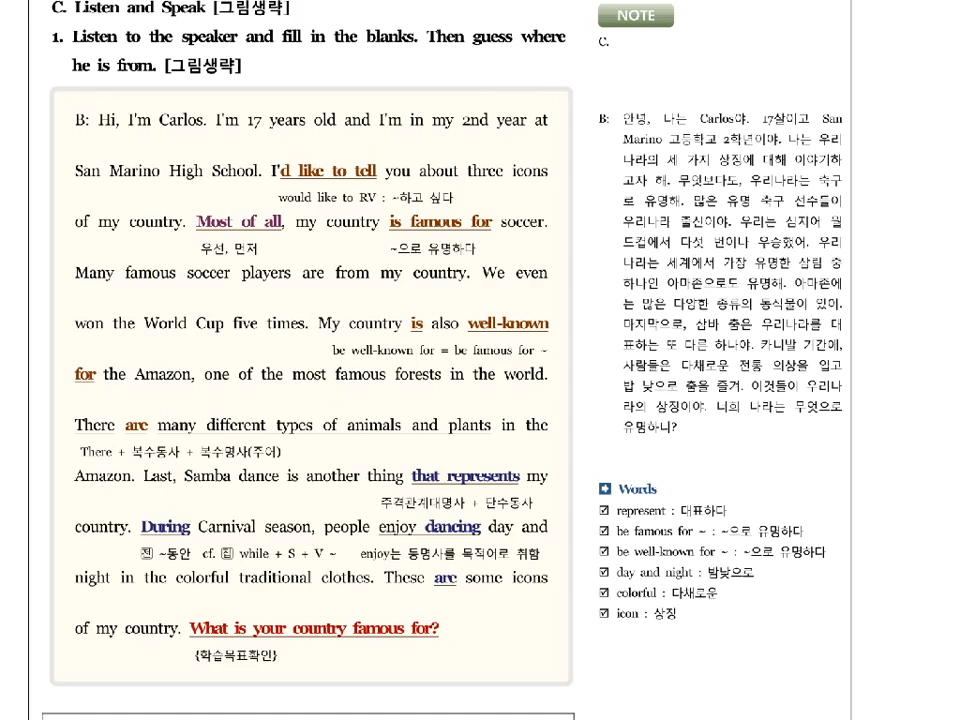 C. Listen and Speak [그림생략]
1. Listen to the speaker and fill in the blanks. Then guess where
he is from. [그림생략]
B: Hi, I'm Carlos. I'm 17 years old and I'm in my 2nd year at
San Marino High School. I'd like to tell you about three icons
would like to RV : ~하고 싶다
of my country. Most of all, my country is famous for soccer.
우선, 먼저 ~으로 유명하다
Many famous soccer players are from my country. We even
won the World Cup five times. My country is also well-known
be well-known for = be famous for ~
for the Amazon, one of the most famous forests in the world.
There are many different types of animals and plants in the
There + 복수동사 + 복수명사(주어)
Amazon. Last, Samba dance is another thing that represents my
주격관계대명사 + 단수동사
country. During Carnival season, people enjoy dancing day and
전 ~동안 cf. 접 while + S + V ~ enjoy는 동명사를 목적어로 취함
night in the colorful traditional clothes. These are some icons
of my country. What is your country famous for?
{학습목표확인}
NOTE
C.
B: 안녕, 나는 Carlos야. 17살이고 San
Marino 고등학교 2학년이야. 나는 우리
나라의 세 가지 상징에 대해 이야기하
고자 해. 무엇보다도, 우리나라는 축구
로 유명해. 많은 유명 축구 선수들이
우리나라 출신이야. 우리는 심지어 월
드컵에서 다섯 번이나 우승했어. 우리
나라는 세계에서 가장 유명한 삼림 중
하나인 아마존으로도 유명해. 아마존에
는 많은 다양한 종류의 동식물이 있어.
마지막으로, 삼바 춤은 우리나라를 대
표하는 또 다른 하나야. 카니발 기간에,
사람들은 다채로운 전통 의상을 입고
밤 낮으로 춤을 즐겨. 이것들이 우리나
라의 상징이야. 너희 나라는 무엇으로
유명하니?
Words
represent : 대표하다
be famous for ~ : ~으로 유명하다
be well-known for ~ : ~으로 유명하다
day and night : 밤낮으로
colorful : 다채로운
icon : 상징